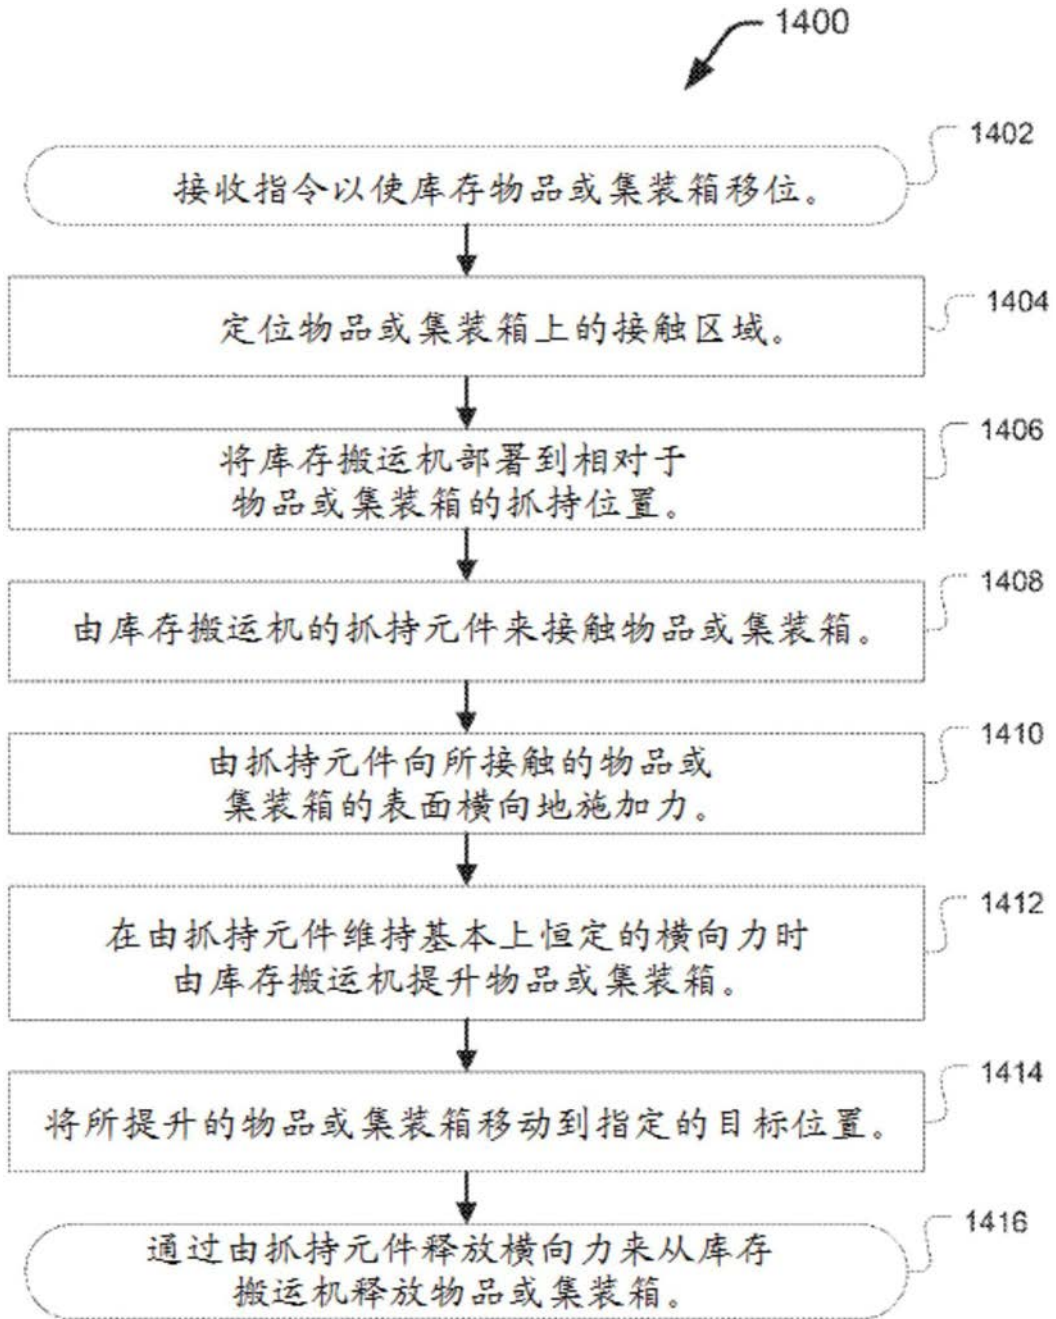 1400
1402
接收指令以使库存物品或集装箱移位。
1404
定位物品或集装箱上的接触区域。
1406
将库存搬运机部署到相对于
物品或集装箱的抓持位置。
1408
由库存搬运机的抓持元件来接触物品或集装箱。
1410
由抓持元件向所接触的物品或
集装箱的表面横向地施加力。
1412
在由抓持元件维持基本上恒定的横向力时
由库存搬运机提升物品或集装箱。
1414
将所提升的物品或集装箱移动到指定的目标位置。
1416
通过由抓持元件释放横向力来从库存
搬运机释放物品或集装箱。